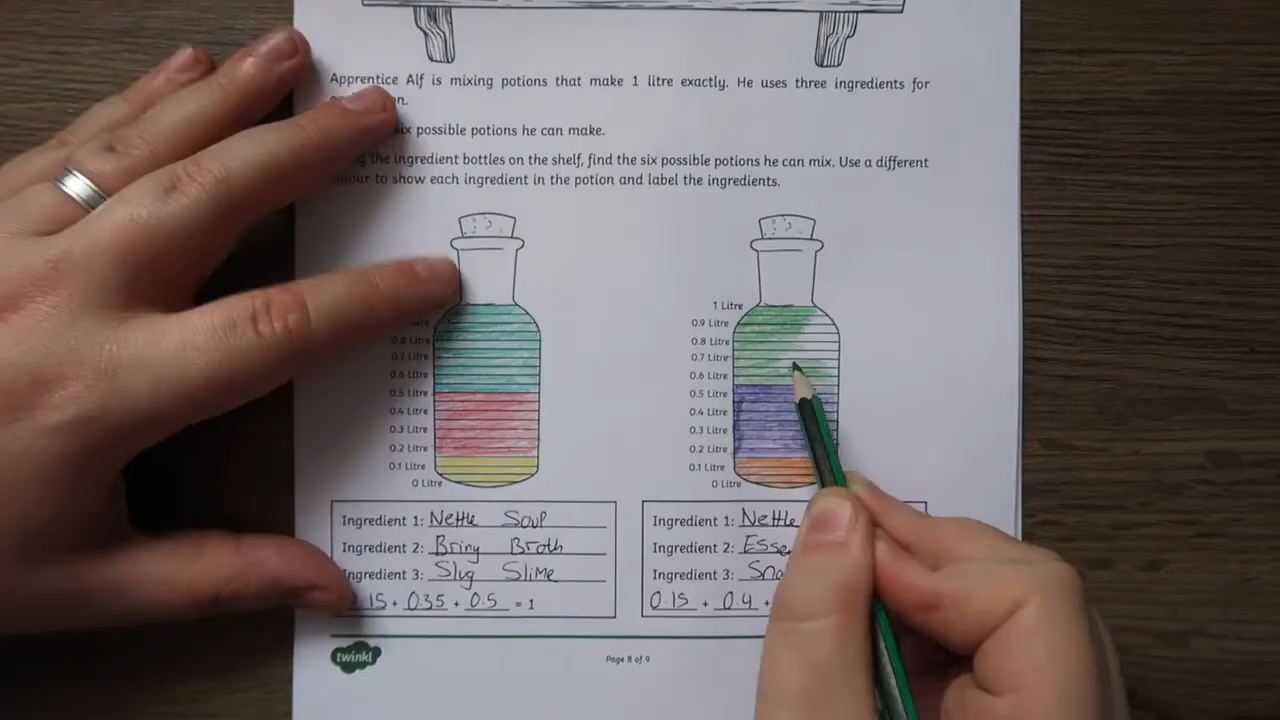 Apprentice Alf is mixing potions that make 1 litre exactly. He uses three ingredients for
six possible potions he can make.
the ingredient bottles on the shelf, find the six possible potions he can mix. Use a different
to show each ingredient in the potion and label the ingredients.
0.8 Litre
0.7 Litre
0.6 Litre
0.5 Litre
0.4 Litre
0.3 Litre
0.2 Litre
0.1 Litre
0 Litre
1 Litre
0.9 Litre
0.8 Litre
0.7 Litre
0.6 Litre
0.5 Litre
0.4 Litre
0.3 Litre
0.2 Litre
0.1 Litre
0 Litre
Ingredient 1: Nettle Soup
Ingredient 2: Briny Broth
Ingredient 3: Slug Slime
0.15 + 0.35 + 0.5 = 1
Ingredient 1: Nettle
Ingredient 2:
Ingredient 3:
0.15 + 0.4 +
twinkl
Page 8 of 9